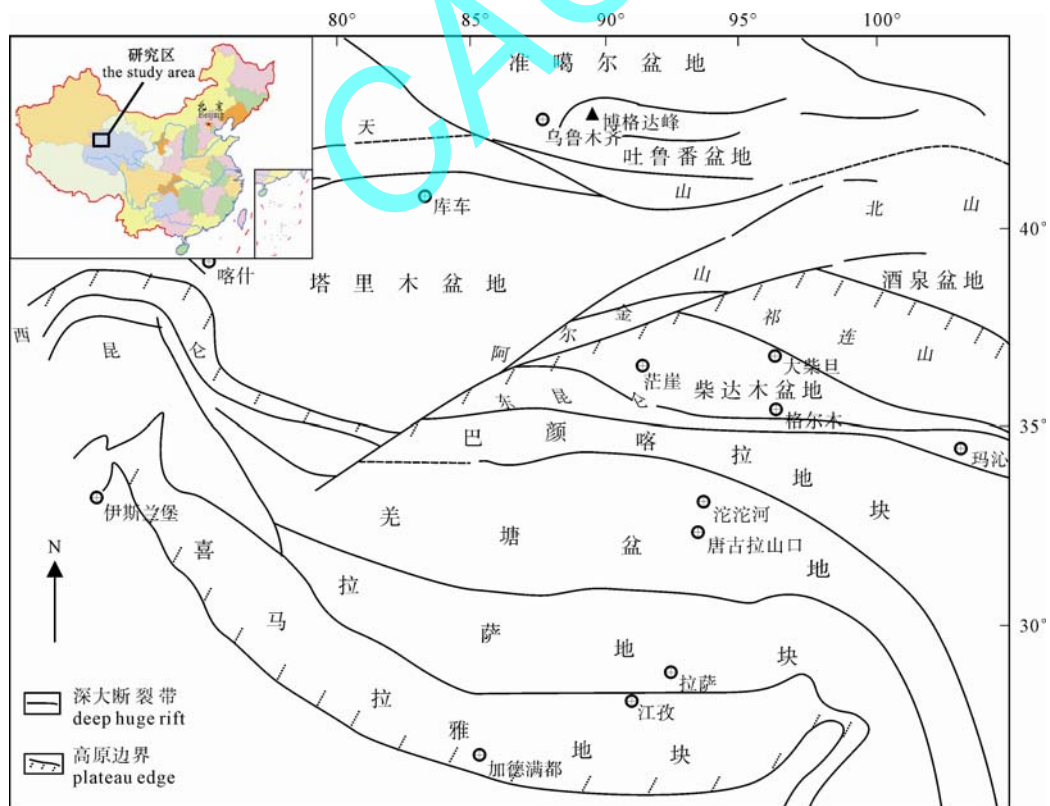 80° 85° 90° 95° 100°
研究区
the study area
北京
Beijing
准噶尔盆地
博格达峰
乌鲁木齐
天
吐鲁番盆地
山
库车
北山
40°
喀什
塔里木盆地
山
酒泉盆地
西昆仑
阿尔金
祁连山
大柴旦
茫崖
柴达木盆地
东昆仑
格尔木
35°
巴颜喀拉地块
玛沁
伊斯兰堡
羌塘盆地
沱沱河
唐古拉山口
N
喜马拉雅地块
拉萨地块
30°
拉萨
江孜
加德满都
深大断裂带
deep huge rift
高原边界
plateau edge
CAG